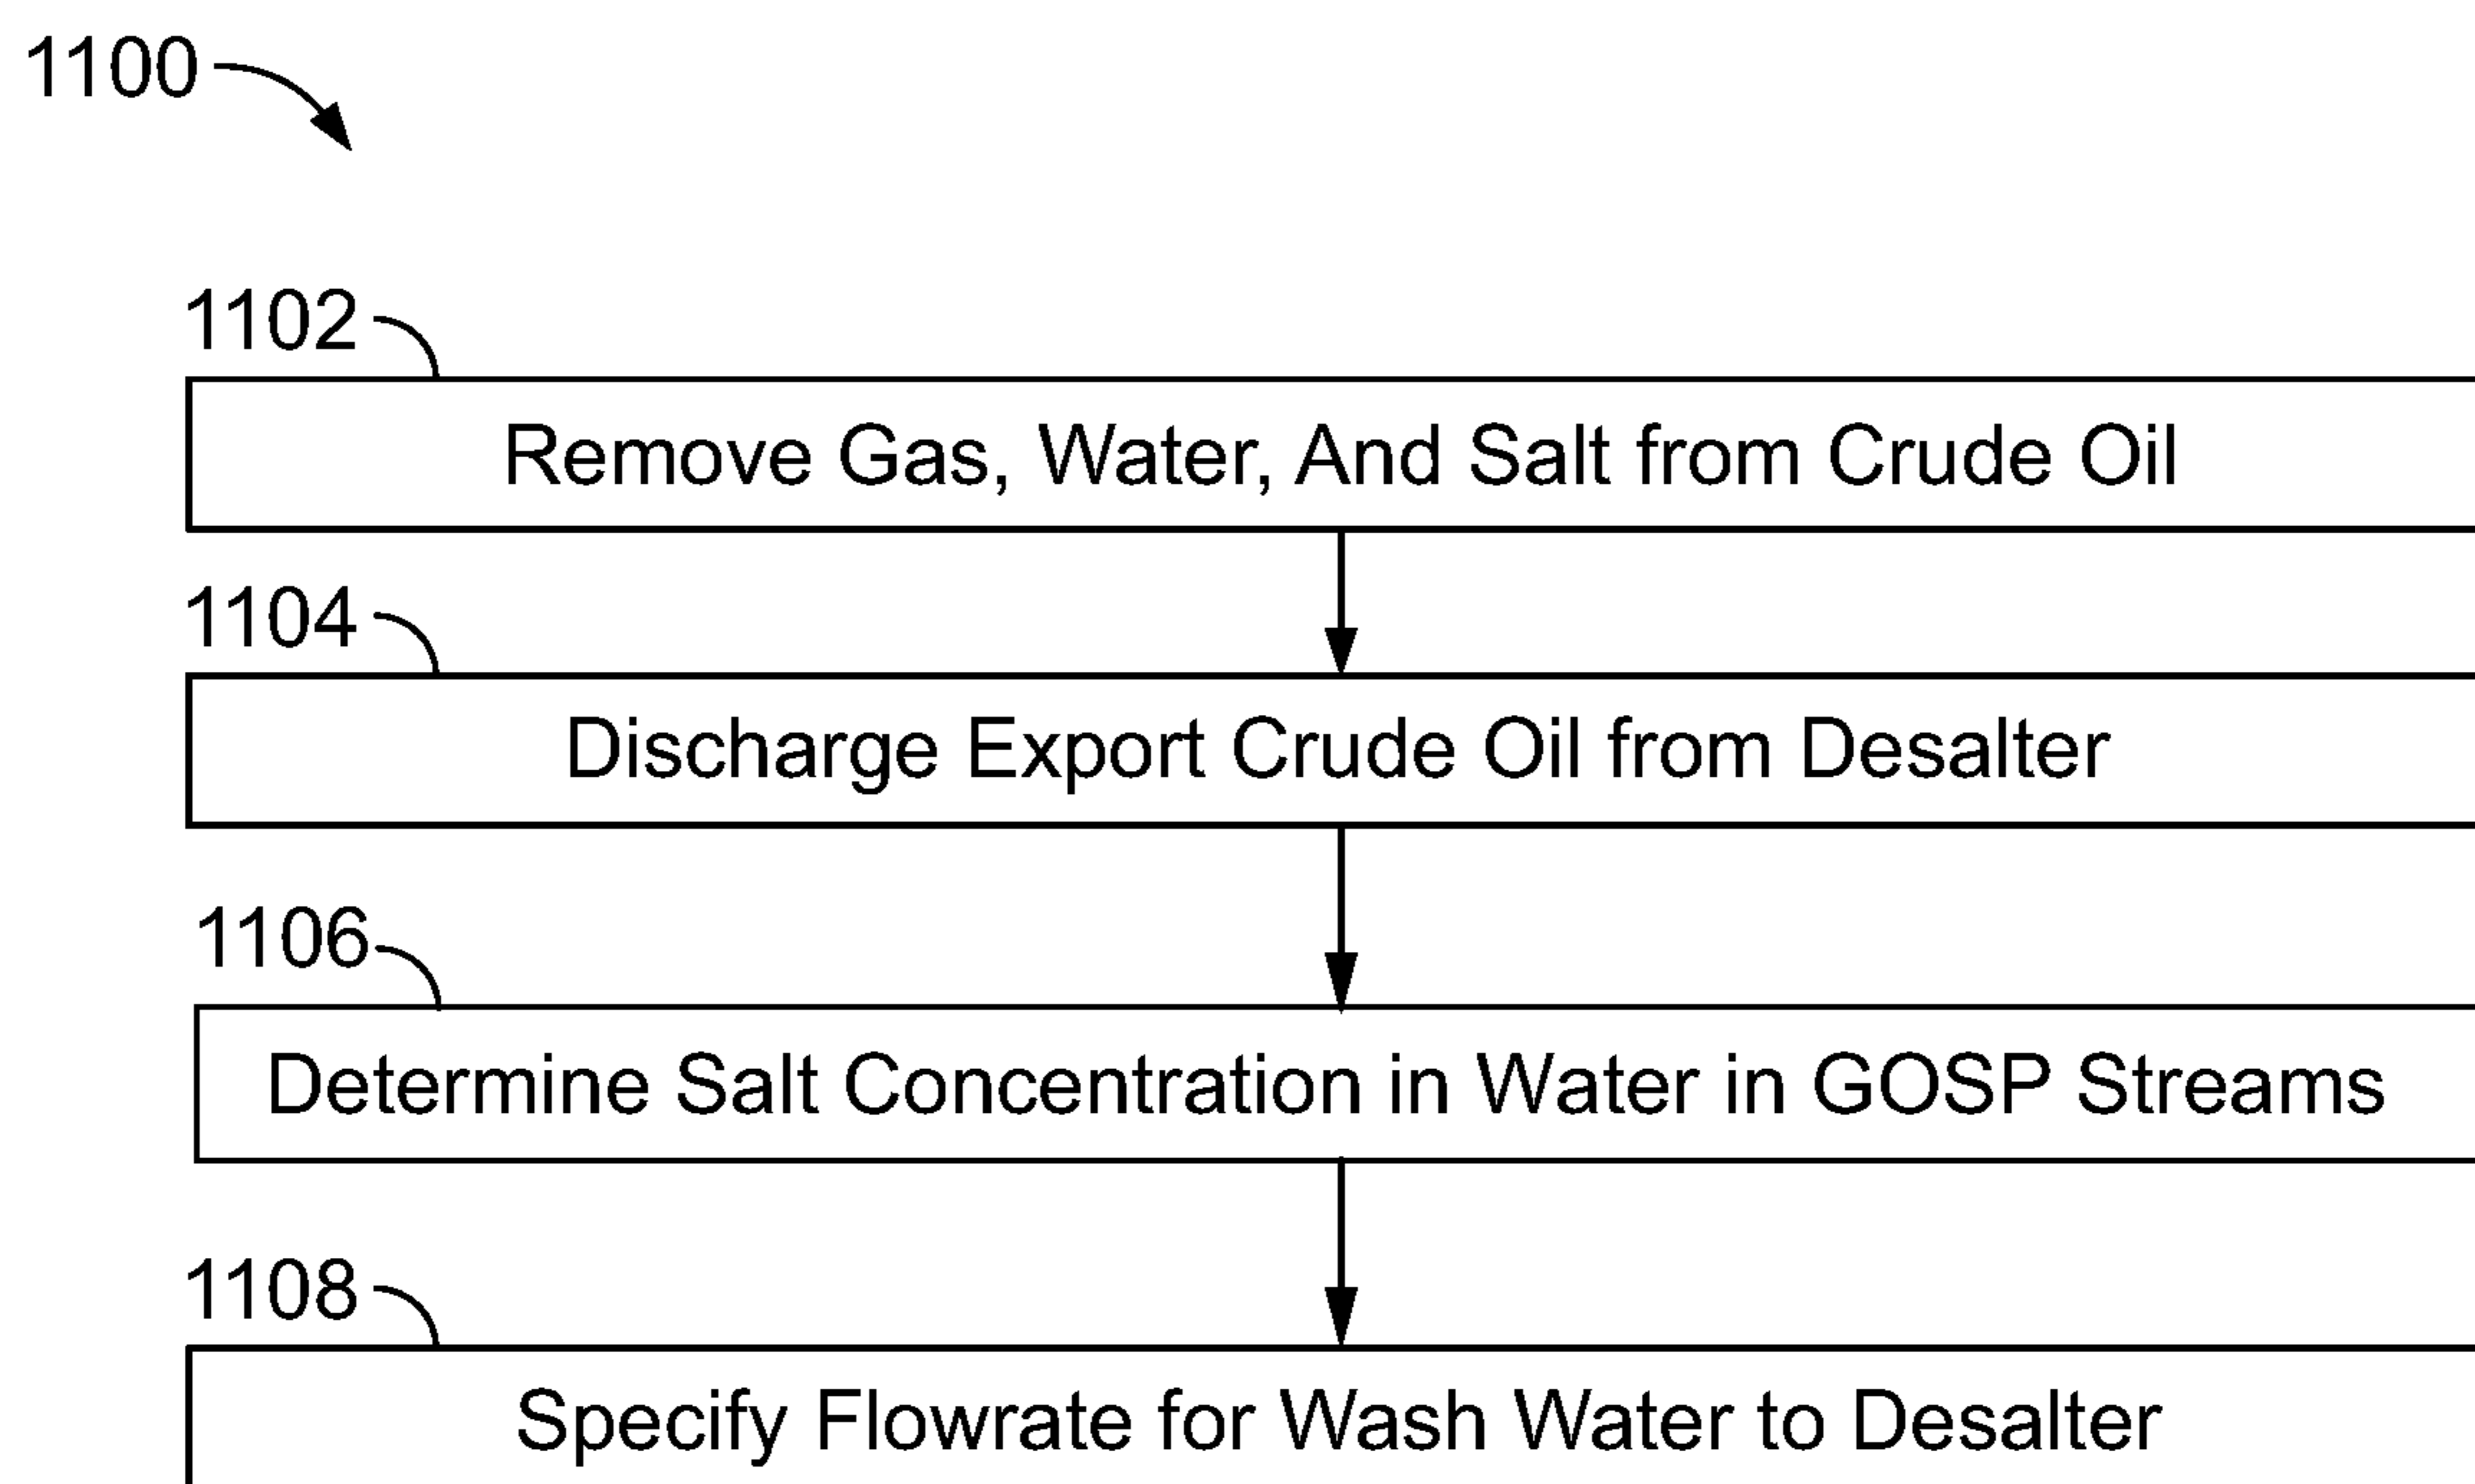 1100
1102
Remove Gas, Water, And Salt from Crude Oil
1104
Discharge Export Crude Oil from Desalter
1106
Determine Salt Concentration in Water in GOSP Streams
1108
Specify Flowrate for Wash Water to Desalter